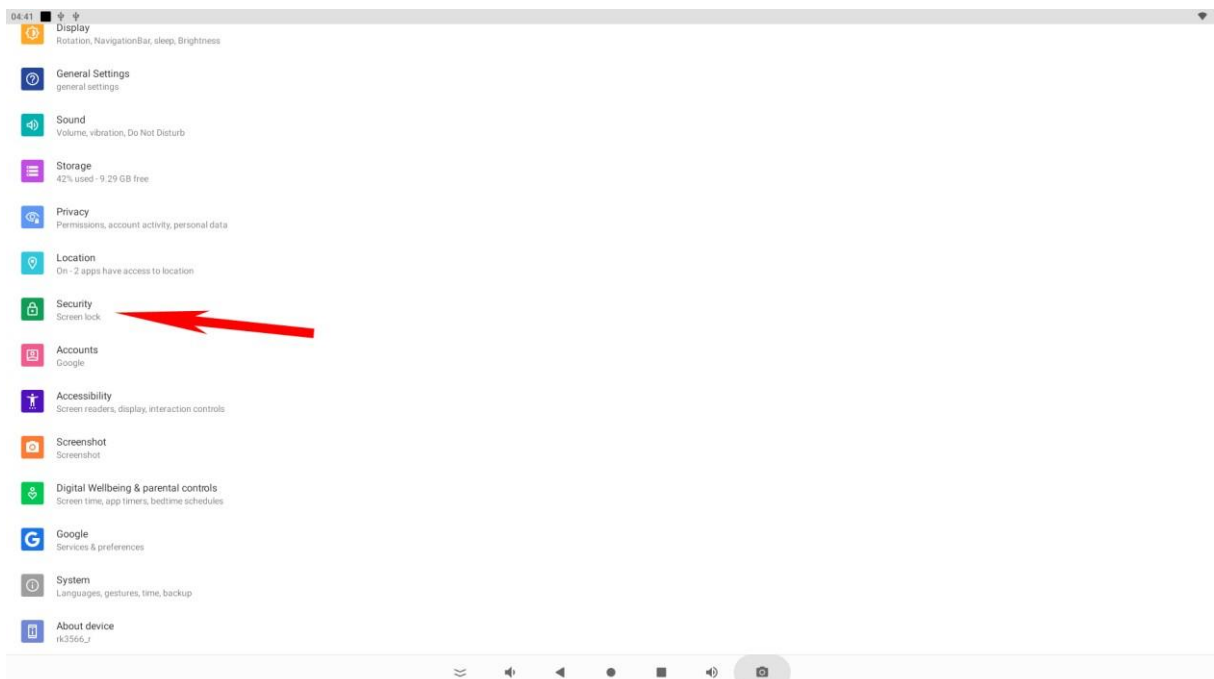 04:41
Display
Rotation, NavigationBar, sleep, Brightness
General Settings
general settings
Sound
Volume, vibration, Do Not Disturb
Storage
42% used - 9.29 GB free
Privacy
Permissions, account activity, personal data
Location
On - 2 apps have access to location
Security
Screen lock
Accounts
Google
Accessibility
Screen readers, display, interaction controls
Screenshot
Screenshot
Digital Wellbeing & parental controls
Screen time, app timers, bedtime schedules
Google
Services & preferences
System
Languages, gestures, time, backup
About device
rk3566_r